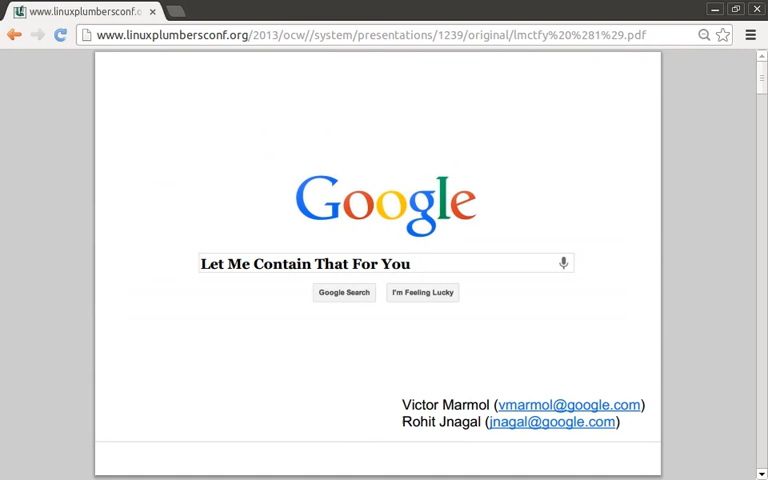 www.linuxplumbersconf.o
www.linuxplumbersconf.org/2013/ocw//system/presentations/1239/original/lmctfy%20%281%29.pdf
Google
Let Me Contain That For You
Google Search
I'm Feeling Lucky
Victor Marmol (vmarmol@google.com)
Rohit Jnagal (jnagal@google.com)